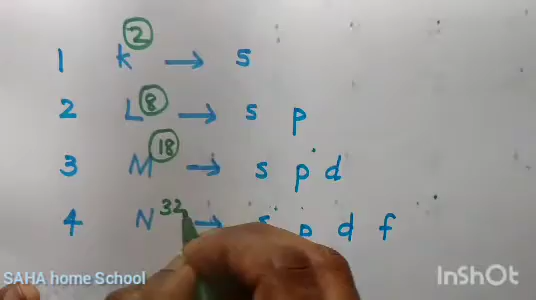 1 K 2 → s
2 L 8 → s p
3 M 18 → s p d
4 N 32 → s p d f
SAHA home School
InShOt